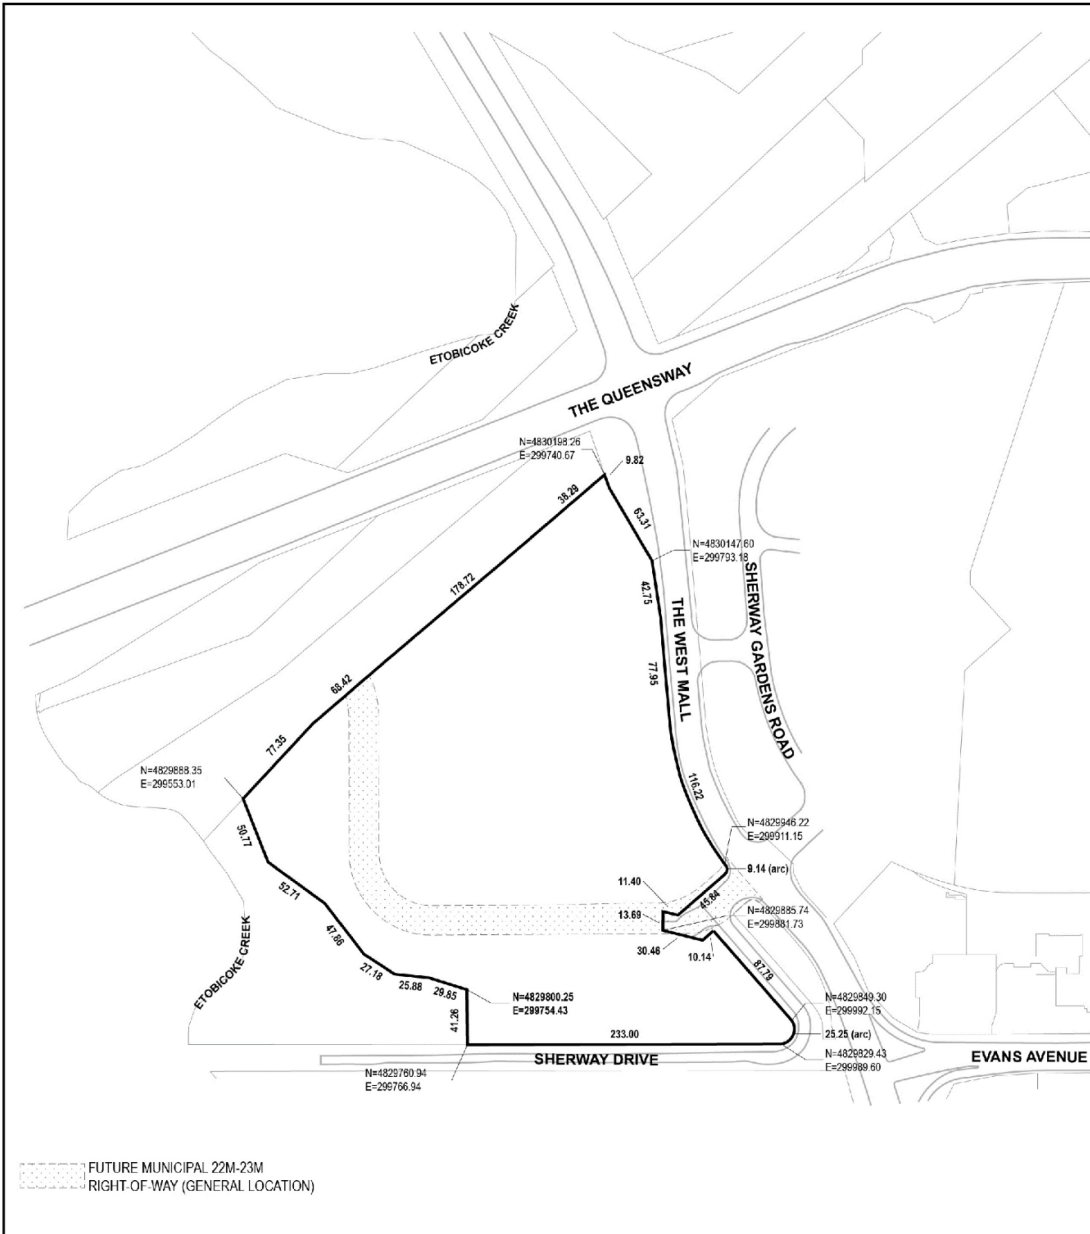 ETOBICOKE CREEK
THE QUEENSWAY
N=4830198.26
E=299740.67
9.82
38.29
63.31
N=4830147.60
E=299793.18
178.72
42.75
THE WEST MALL
SHERWAY GARDENS ROAD
77.95
68.42
77.35
N=4829888.35
E=299553.01
116.22
50.77
N=4829946.22
E=299911.15
9.14 (arc)
11.40
52.71
45.84
13.69
N=4829885.74
E=299881.73
47.86
30.46
10.14
ETOBICOKE CREEK
27.18
25.88
29.85
87.79
N=4829800.25
E=299754.43
N=4829849.30
E=299992.15
41.26
233.00
25.25 (arc)
SHERWAY DRIVE
N=4829829.43
E=299989.60
EVANS AVENUE
N=4829760.94
E=299766.94
FUTURE MUNICIPAL 22M-23M
RIGHT-OF-WAY (GENERAL LOCATION)